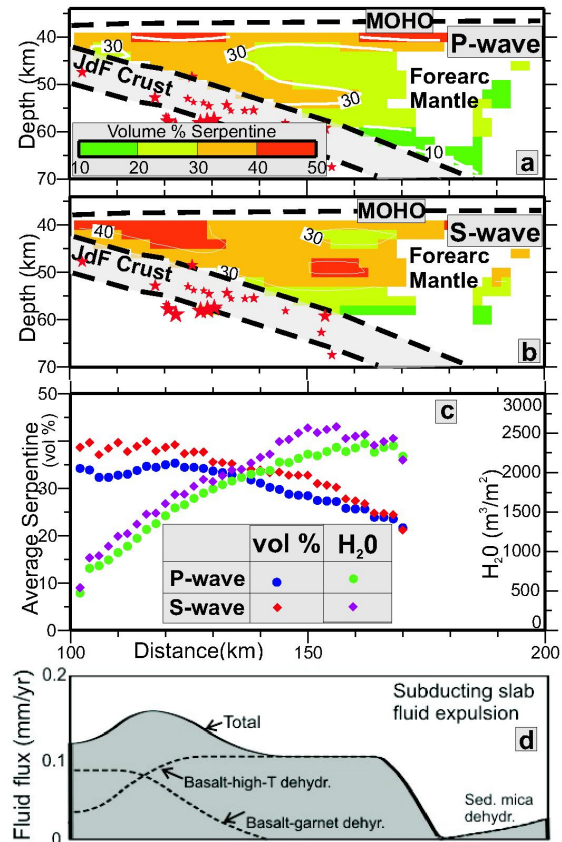 MOHO
P-wave
30
30
30
10
JdF Crust
Forearc
Mantle
Volume % Serpentine
10 20 30 40 50
Depth (km)
40
50
60
70
a
MOHO
S-wave
40
30
30
JdF Crust
Forearc
Mantle
Depth (km)
40
50
60
70
b
c
50
40
30
20
10
0
Average Serpentine
(vol %)
3000
2500
2000
1500
1000
500
0
H₂0 (m³/m²)
vol % H₂0
P-wave
S-wave
100 150 200
Distance(km)
0.2
0.1
0
Fluid flux (mm/yr)
Subducting slab
fluid expulsion
d
Total
Basalt-high-T dehydr.
Basalt-garnet dehyr.
Sed. mica
dehydr.